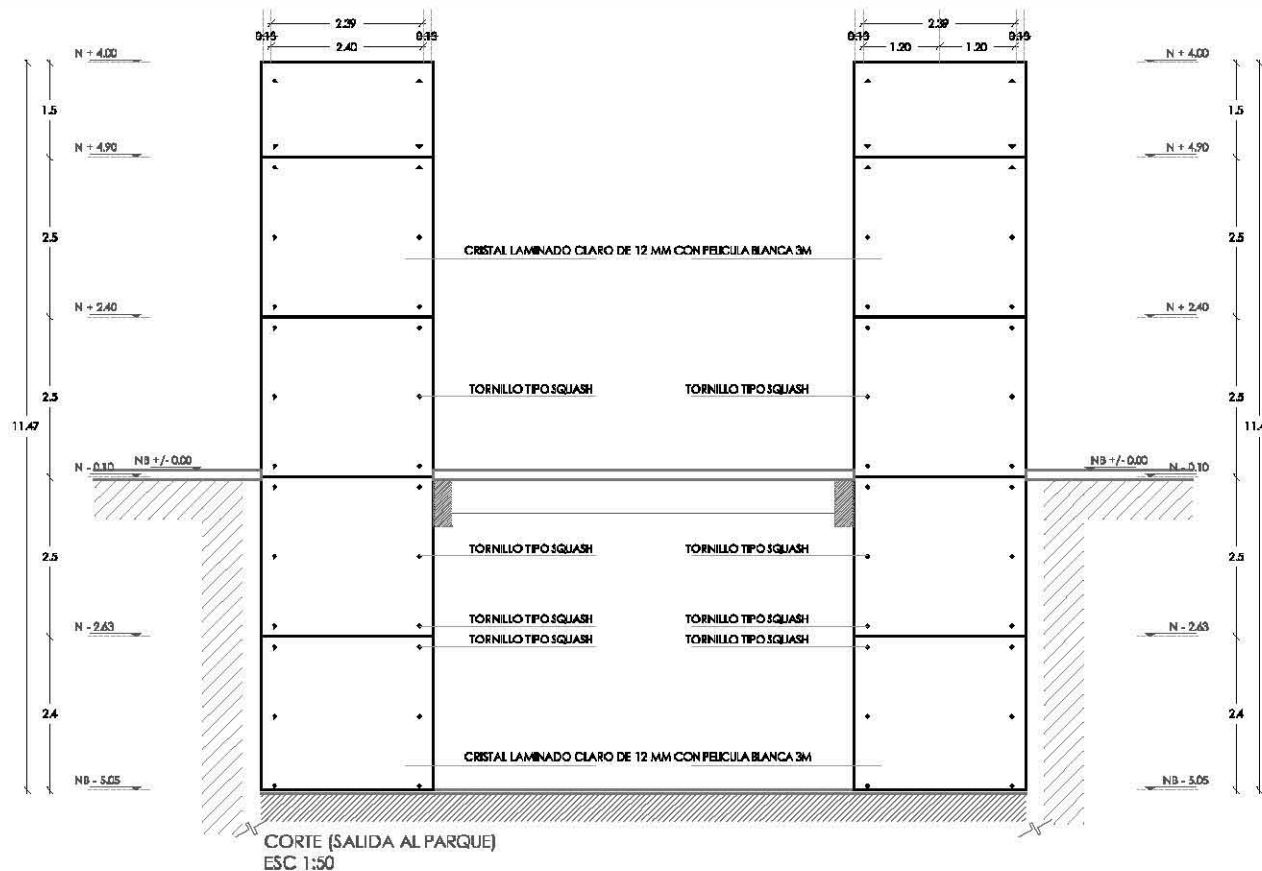 2.39
0.13 0.13
2.40
2.39
0.13 0.13
1.20 1.20
N + 4.00
N + 4.00
1.5
1.5
N + 4.90
N + 4.90
2.5
CRISTAL LAMINADO CLARO DE 12 MM CON PELICULA BLANCA 3M
2.5
N + 2.40
N + 2.40
2.5
TORNILLO TIPO SQUASH
TORNILLO TIPO SQUASH
2.5
11.47
11.4
NB +/- 0.00
NB +/- 0.00
N - 0.10
N - 0.10
2.5
TORNILLO TIPO SQUASH
TORNILLO TIPO SQUASH
2.5
TORNILLO TIPO SQUASH
TORNILLO TIPO SQUASH
N - 2.63
N - 2.63
TORNILLO TIPO SQUASH
TORNILLO TIPO SQUASH
2.4
2.4
CRISTAL LAMINADO CLARO DE 12 MM CON PELICULA BLANCA 3M
NB - 5.05
NB - 5.05
CORTE (SALIDA AL PARQUE)
ESC 1:50